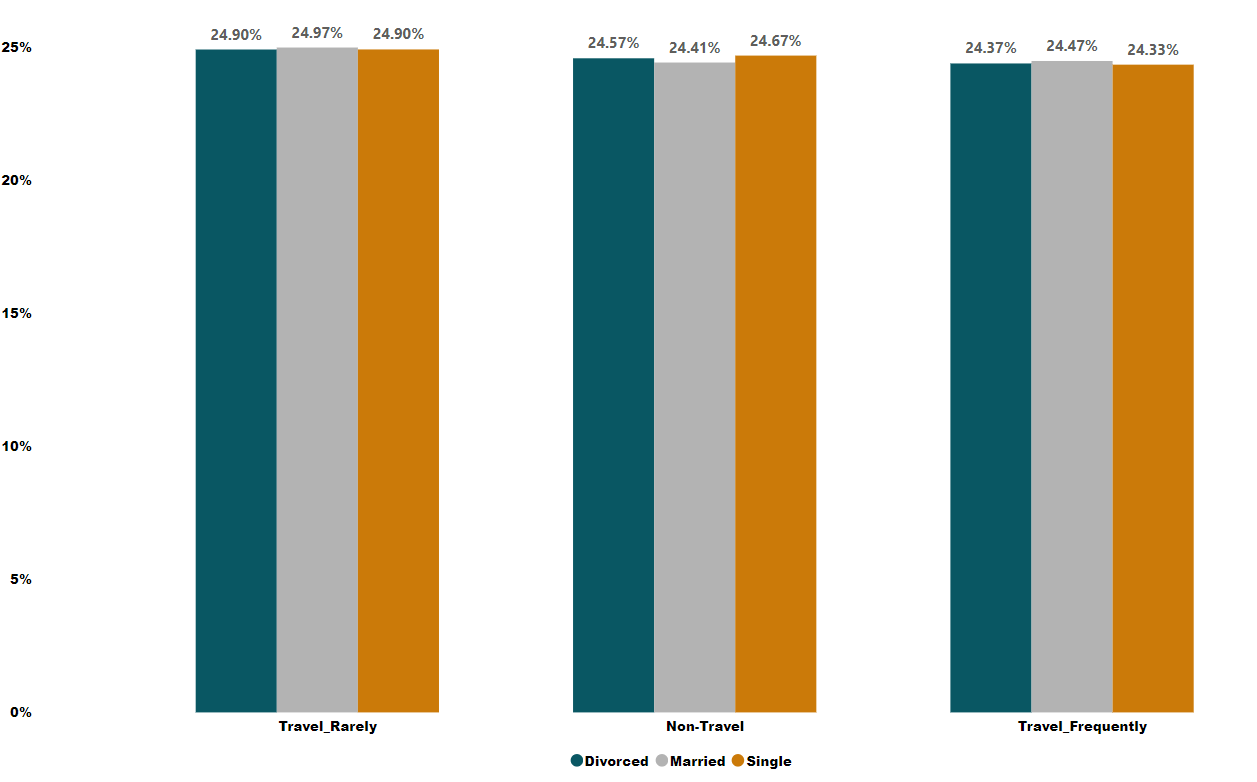 24.90% 24.97% 24.90%
24.57% 24.41% 24.67%
24.37% 24.47% 24.33%
25%
20%
15%
10%
5%
0%
Travel_Rarely
Non-Travel
Travel_Frequently
Divorced Married Single